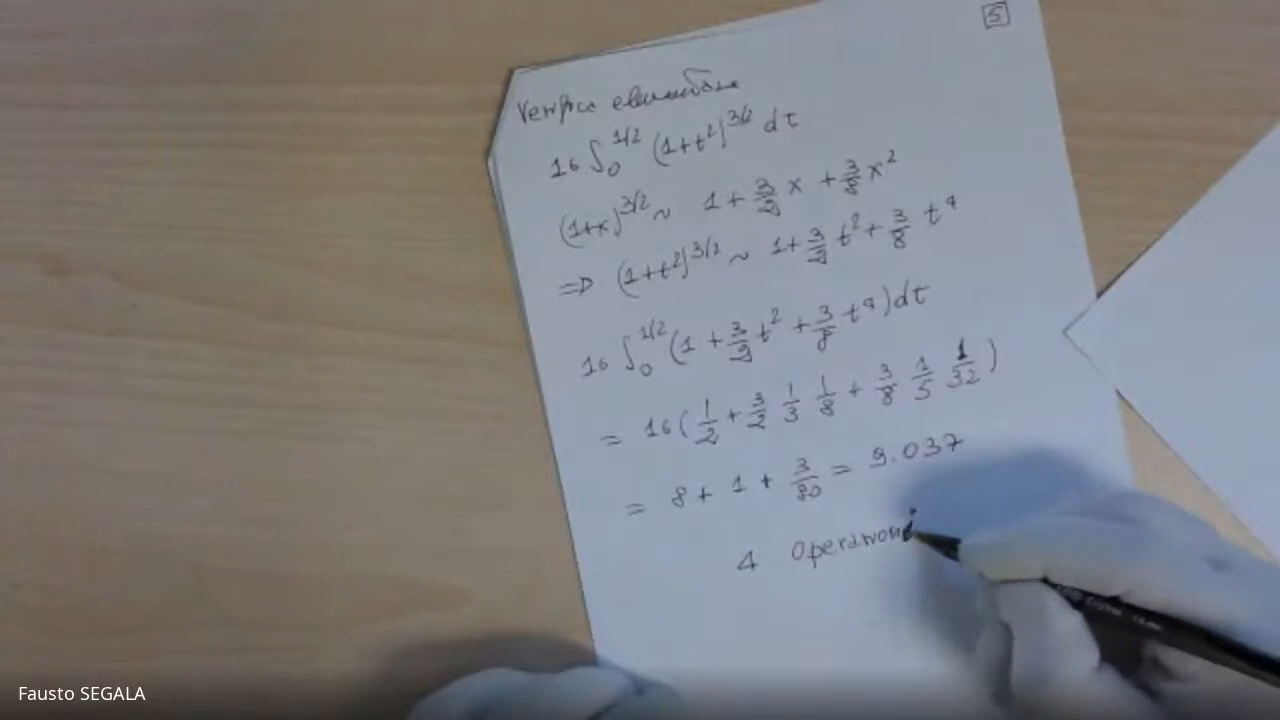 5
Verifica elementare
16 ∫₀^1/2 (1+t²)^3/2 dt
(1+x)^3/2 ~ 1 + 3/2 x + 3/8 x²
=> (1+t²)^3/2 ~ 1 + 3/2 t² + 3/8 t⁴
16 ∫₀^1/2 (1 + 3/2 t² + 3/8 t⁴) dt
= 16 ( 1/2 + 3/2 1/3 1/8 + 3/8 1/5 1/32 )
= 8 + 1 + 3/80 = 9.037
4 Operazioni
Fausto SEGALA